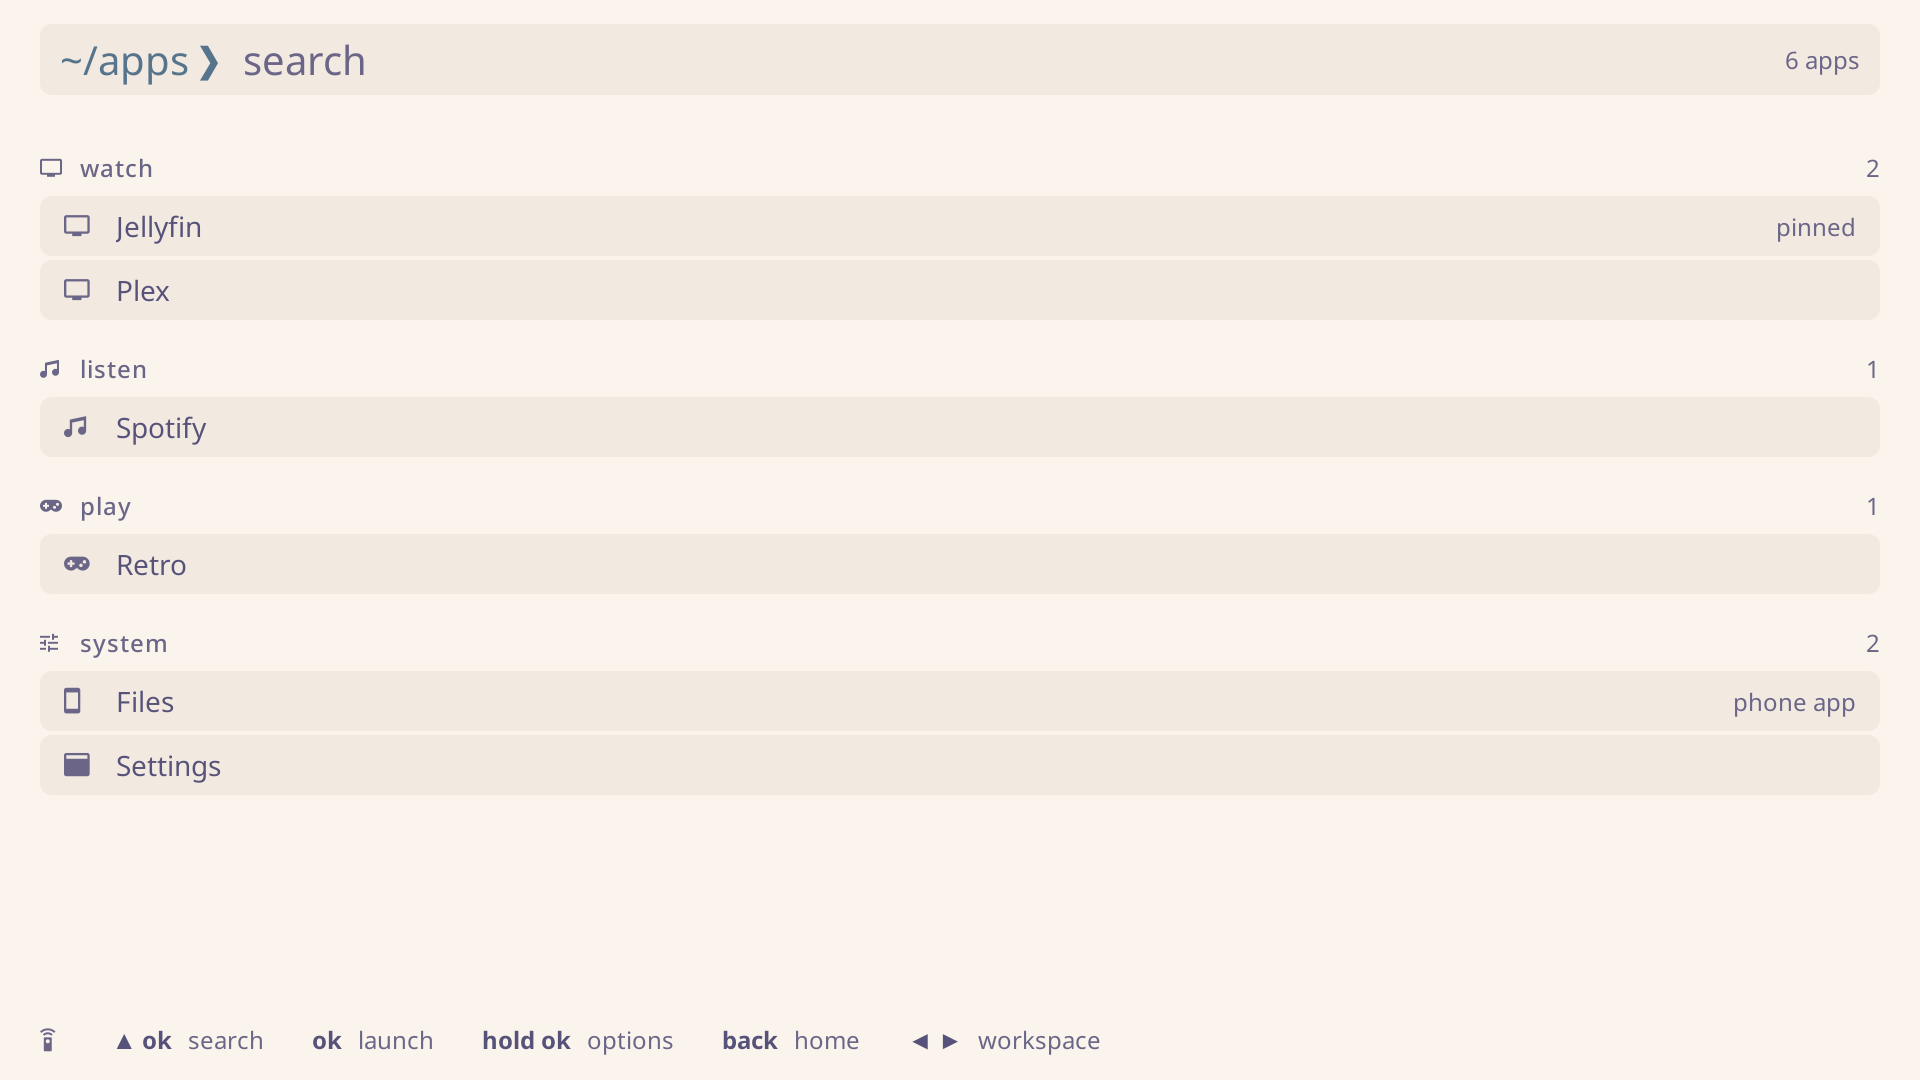 ~/apps❯ search 6 apps
watch 2
Jellyfin pinned
Plex
listen 1
Spotify
play 1
Retro
system 2
Files phone app
Settings
▲ ok search ok launch hold ok options back home ◀ ▶ workspace